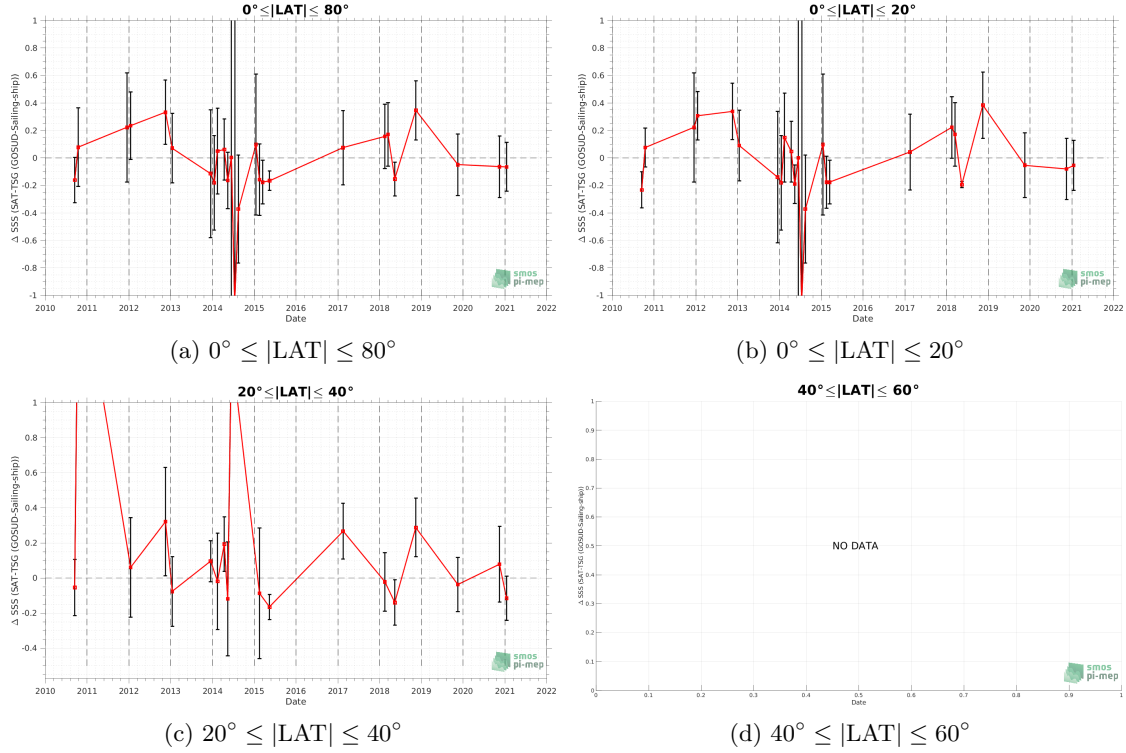 0°≤|LAT|≤ 80°
1
0.8
0.6
0.4
0.2
0
-0.2
-0.4
-0.6
-0.8
-1
Δ SSS (SAT-TSG (GOSUD-Sailing-ship))
2010 2011 2012 2013 2014 2015 2016 2017 2018 2019 2020 2021 2022
Date
smos
pi-mep
(a) 0° ≤ |LAT| ≤ 80°
0°≤|LAT|≤ 20°
1
0.8
0.6
0.4
0.2
0
-0.2
-0.4
-0.6
-0.8
-1
Δ SSS (SAT-TSG (GOSUD-Sailing-ship))
2010 2011 2012 2013 2014 2015 2016 2017 2018 2019 2020 2021 2022
Date
smos
pi-mep
(b) 0° ≤ |LAT| ≤ 20°
20°≤|LAT|≤ 40°
1
0.8
0.6
0.4
0.2
0
-0.2
-0.4
Δ SSS (SAT-TSG (GOSUD-Sailing-ship))
2010 2011 2012 2013 2014 2015 2016 2017 2018 2019 2020 2021 2022
Date
smos
pi-mep
(c) 20° ≤ |LAT| ≤ 40°
40°≤|LAT|≤ 60°
1
0.9
0.8
0.7
0.6
0.5
0.4
0.3
0.2
0.1
0
Δ SSS (SAT-TSG (GOSUD-Sailing-ship))
NO DATA
0 0.1 0.2 0.3 0.4 0.5 0.6 0.7 0.8 0.9 1
Date
smos
pi-mep
(d) 40° ≤ |LAT| ≤ 60°